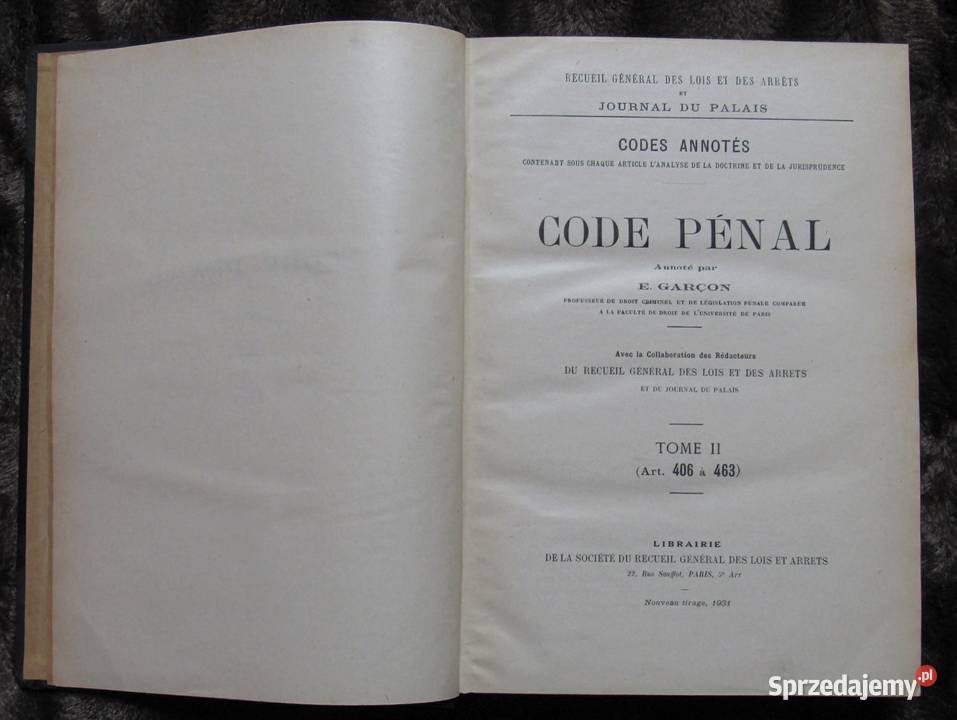 RECUEIL GÉNÉRAL DES LOIS ET DES ARRÊTS
ET
JOURNAL DU PALAIS
CODES ANNOTÉS
CONTENANT SOUS CHAQUE ARTICLE L'ANALYSE DE LA DOCTRINE ET DE LA JURISPRUDENCE
CODE PÉNAL
Annoté par
E. GARÇON
PROFESSEUR DE DROIT CRIMINEL ET DE LÉGISLATION PÉNALE COMPARÉE
A LA FACULTÉ DE DROIT DE L'UNIVERSITÉ DE PARIS
Avec la Collaboration des Rédacteurs
DU RECUEIL GÉNÉRAL DES LOIS ET DES ARRETS
ET DU JOURNAL DU PALAIS
TOME II
(Art. 406 à 463)
LIBRAIRIE
DE LA SOCIÉTÉ DU RECUEIL GÉNÉRAL DES LOIS ET ARRETS
22, Rue Soufflot, PARIS, 5e Arr
Nouveau tirage, 1931
Sprzedajemy.pl